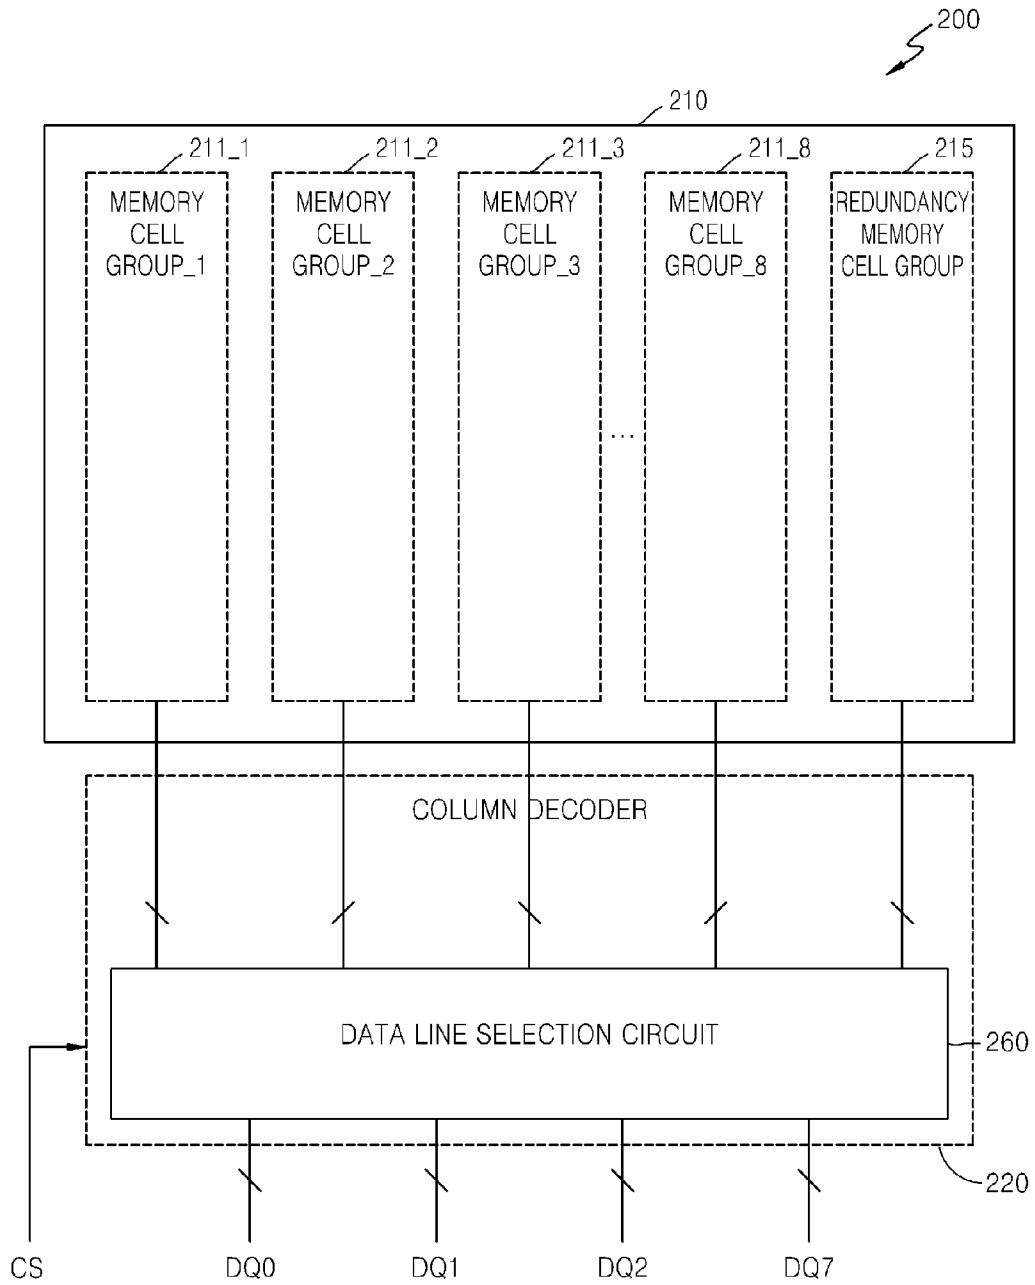 200
210
211_1
211_2
211_3
211_8
215
MEMORY
CELL
GROUP_1
MEMORY
CELL
GROUP_2
MEMORY
CELL
GROUP_3
MEMORY
CELL
GROUP_8
REDUNDANCY
MEMORY
CELL GROUP
...
COLUMN DECODER
DATA LINE SELECTION CIRCUIT
260
220
CS
DQ0
DQ1
DQ2
DQ7